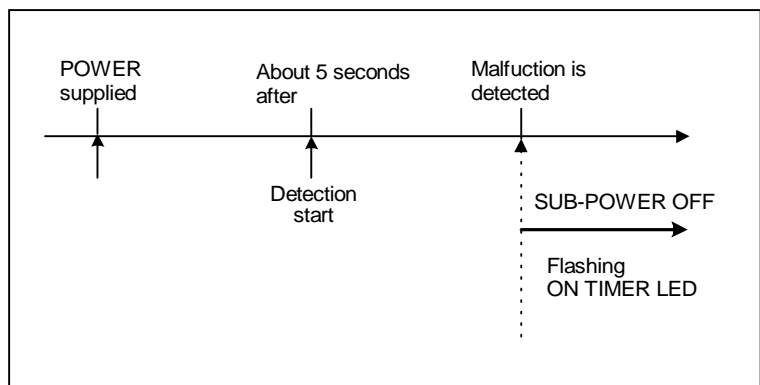 POWER
supplied
About 5 seconds
after
Malfuction is
detected
Detection
start
SUB-POWER OFF
Flashing
ON TIMER LED